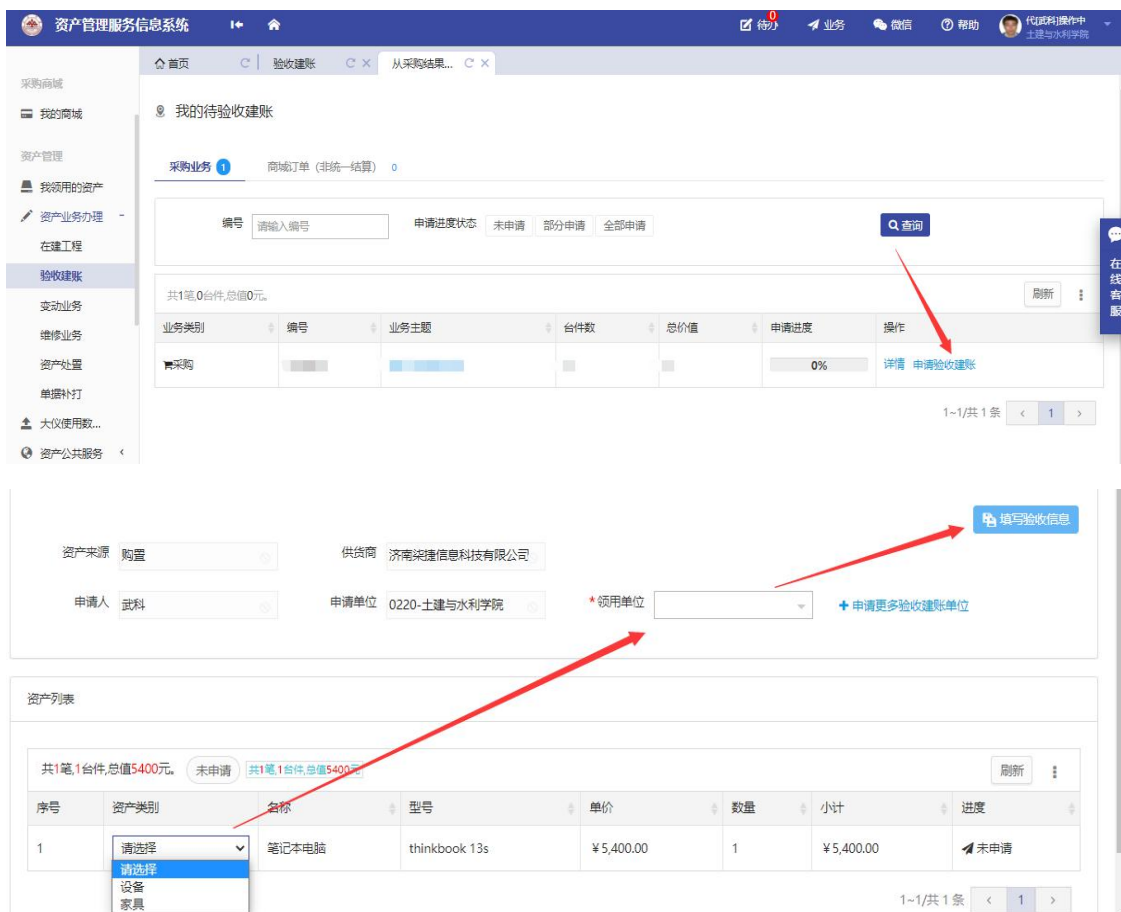 资产管理服务信息系统 待办 0 业务 微信 帮助 代[武科]操作中
土建与水利学院
首页 验收建账 从采购结果...
采购商城
我的商城
资产管理
我领用的资产
资产业务办理
在建工程
验收建账
变动业务
维修业务
资产处置
单据补打
大仪使用数...
资产公共服务
我的待验收建账
采购业务 1 商城订单（非统一结算） 0
编号 请输入编号 申请进度状态 未申请 部分申请 全部申请 查询
共1笔,0台件,总值0元。 刷新
业务类别 编号 业务主题 台件数 总价值 申请进度 操作
采购 0% 详情 申请验收建账
1~1/共 1 条 < 1 >
在线客服
填写验收信息
资产来源 购置 供货商 济南柒捷信息科技有限公司
申请人 武科 申请单位 0220-土建与水利学院 *领用单位 + 申请更多验收建账单位
资产列表
共1笔,1台件,总值5400元。 未申请 共1笔,1台件,总值5400元 刷新
序号 资产类别 名称 型号 单价 数量 小计 进度
1 请选择 笔记本电脑 thinkbook 13s ¥5,400.00 1 ¥5,400.00 未申请
请选择
设备
家具
1~1/共 1 条 < 1 >